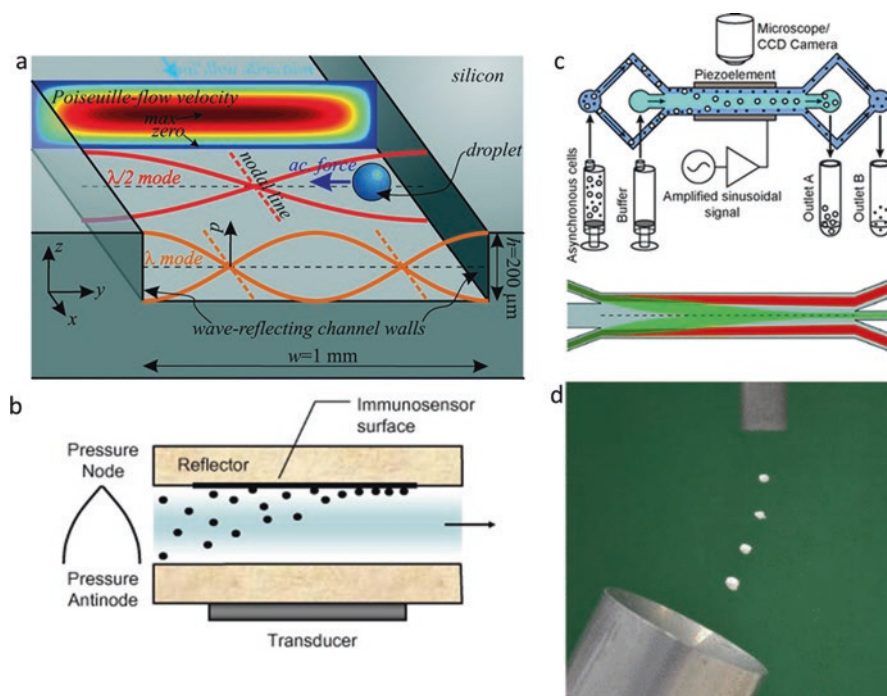 a
silicon
Poiseuille-flow velocity
max
zero
ac. force
droplet
λ/2 mode
nodal line
p
λ mode
z
y
x
h=200 μm
wave-reflecting channel walls
w=1 mm
b
Immunosensor
surface
Pressure
Node
Reflector
Pressure
Antinode
Transducer
c
Microscope/
CCD Camera
Piezoelement
Asynchronous cells
Buffer
Amplified sinusoidal
signal
Outlet A
Outlet B
d